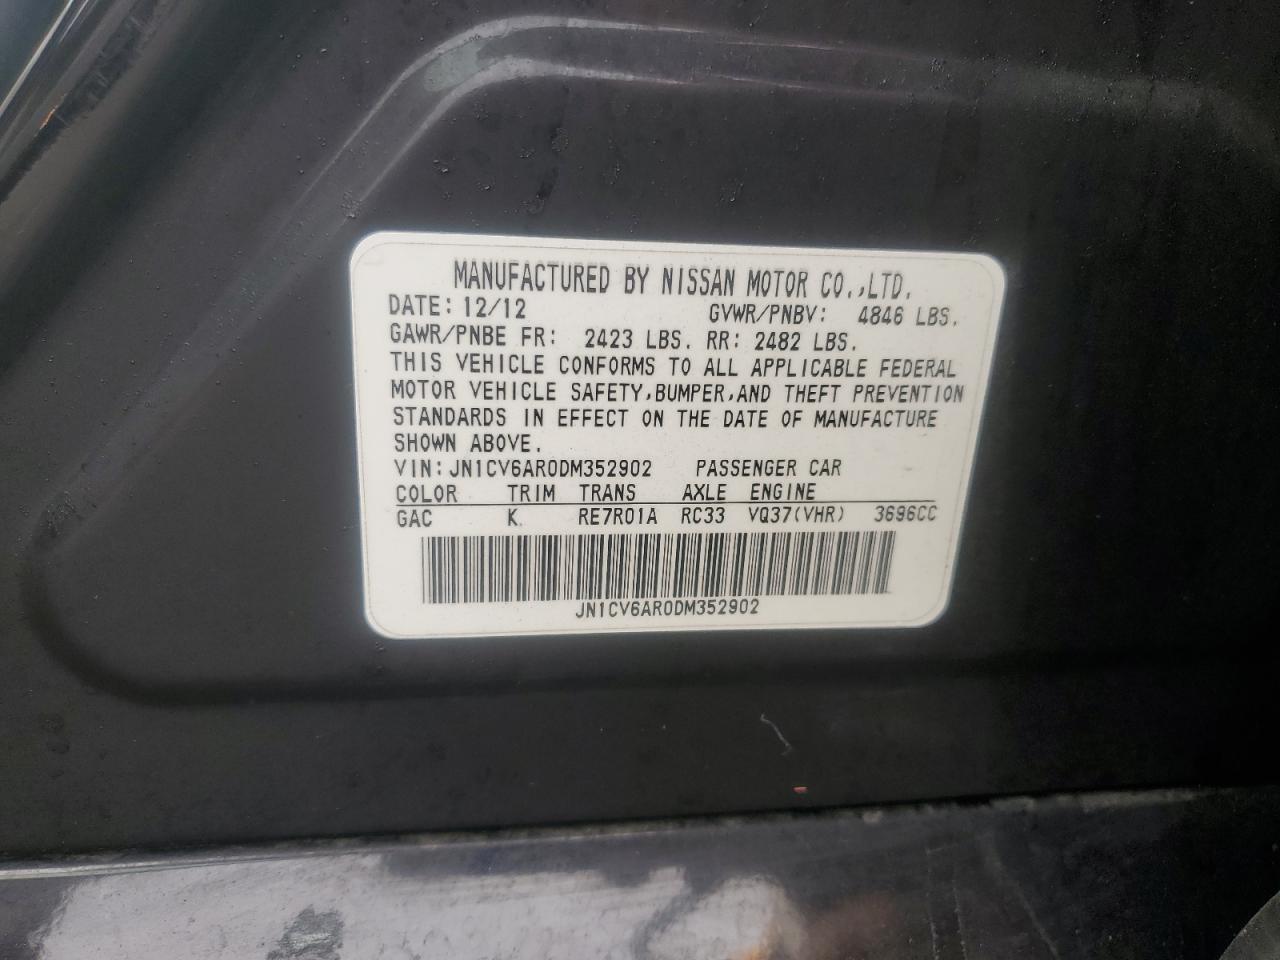 MANUFACTURED BY NISSAN MOTOR CO.,LTD.
DATE: 12/12 GVWR/PNBV: 4846 LBS.
GAWR/PNBE FR: 2423 LBS. RR: 2482 LBS.
THIS VEHICLE CONFORMS TO ALL APPLICABLE FEDERAL
MOTOR VEHICLE SAFETY,BUMPER,AND THEFT PREVENTION
STANDARDS IN EFFECT ON THE DATE OF MANUFACTURE
SHOWN ABOVE.
VIN: JN1CV6AR0DM352902 PASSENGER CAR
COLOR TRIM TRANS AXLE ENGINE
GAC K RE7R01A RC33 VQ37(VHR) 3696CC
JN1CV6AR0DM352902